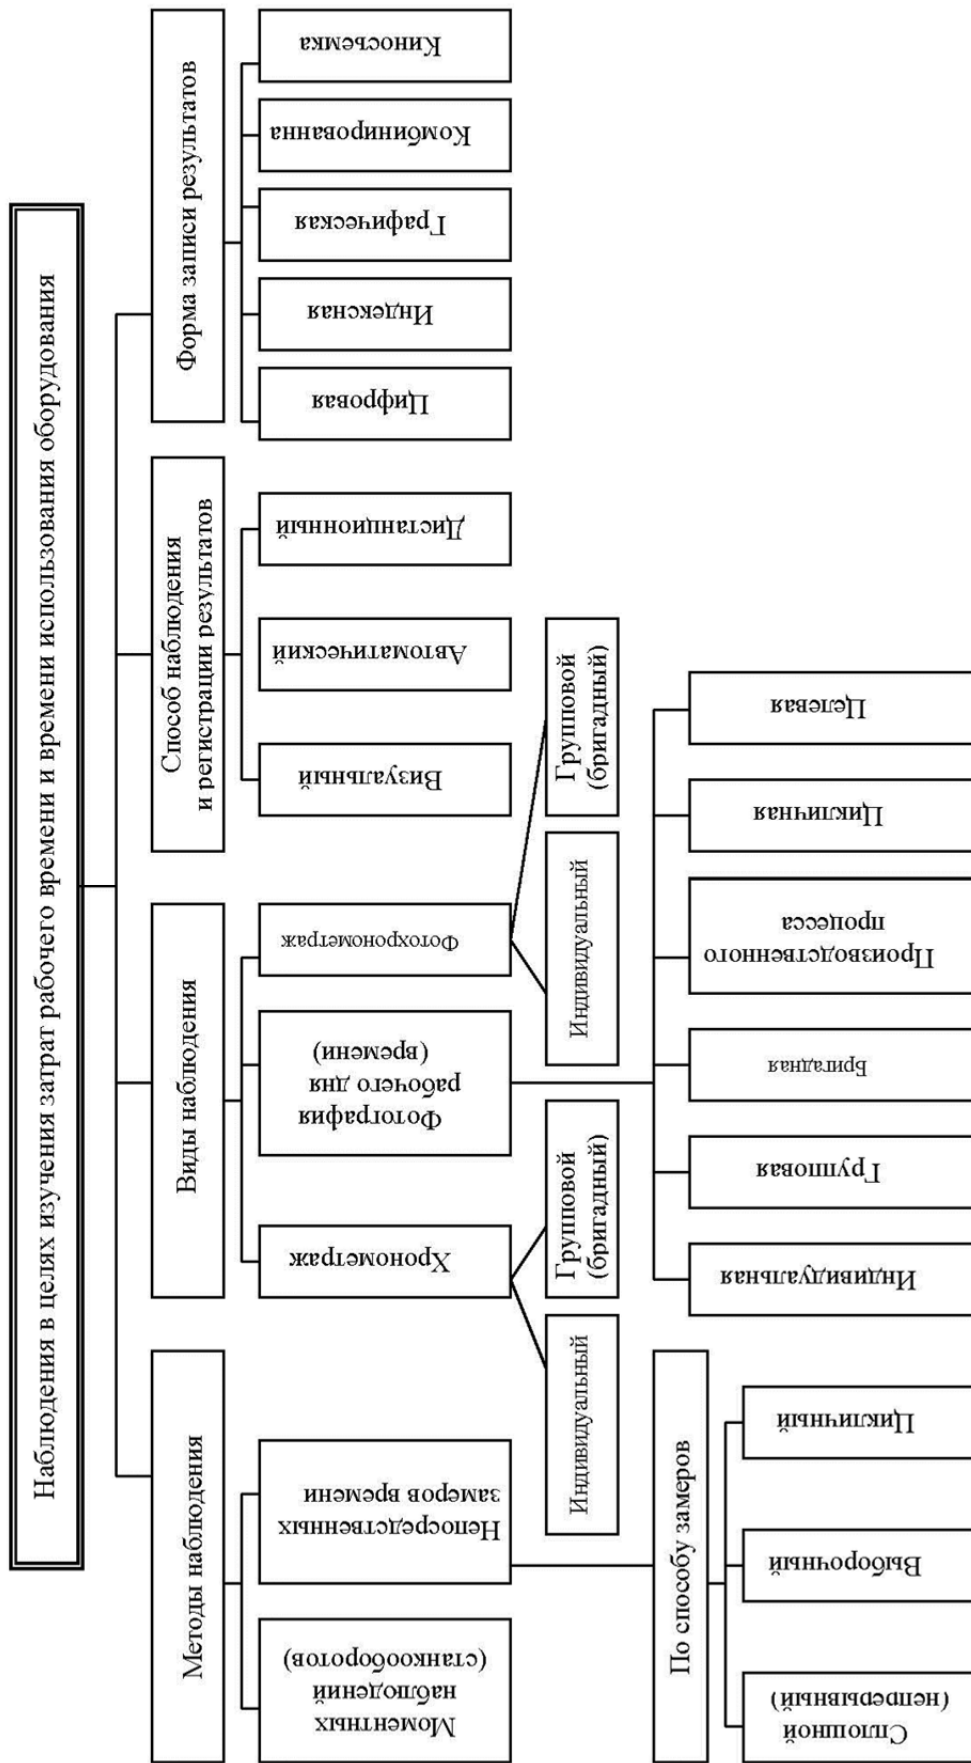 Наблюдения в целях изучения затрат рабочего времени и времени использования оборудования
Методы наблюдения
Моментных
наблюдений
(станкооборотов)
Непосредственных
замеров времени
По способу замеров
Сплошной
(непрерывный)
Выборочный
Цикличный
Виды наблюдения
Хронометраж
Индивидуальный
Групповой
(бригадный)
Фотография
рабочего дня
(времени)
Индивидуальная
Групповая
Бригадная
Производственного
процесса
Цикличная
Целевая
Фотохронометраж
Индивидуальный
Групповой
(бригадный)
Способ наблюдения
и регистрации результатов
Визуальный
Автоматический
Дистанционный
Форма записи результатов
Цифровая
Индексная
Графическая
Комбинированна
Киносьемка